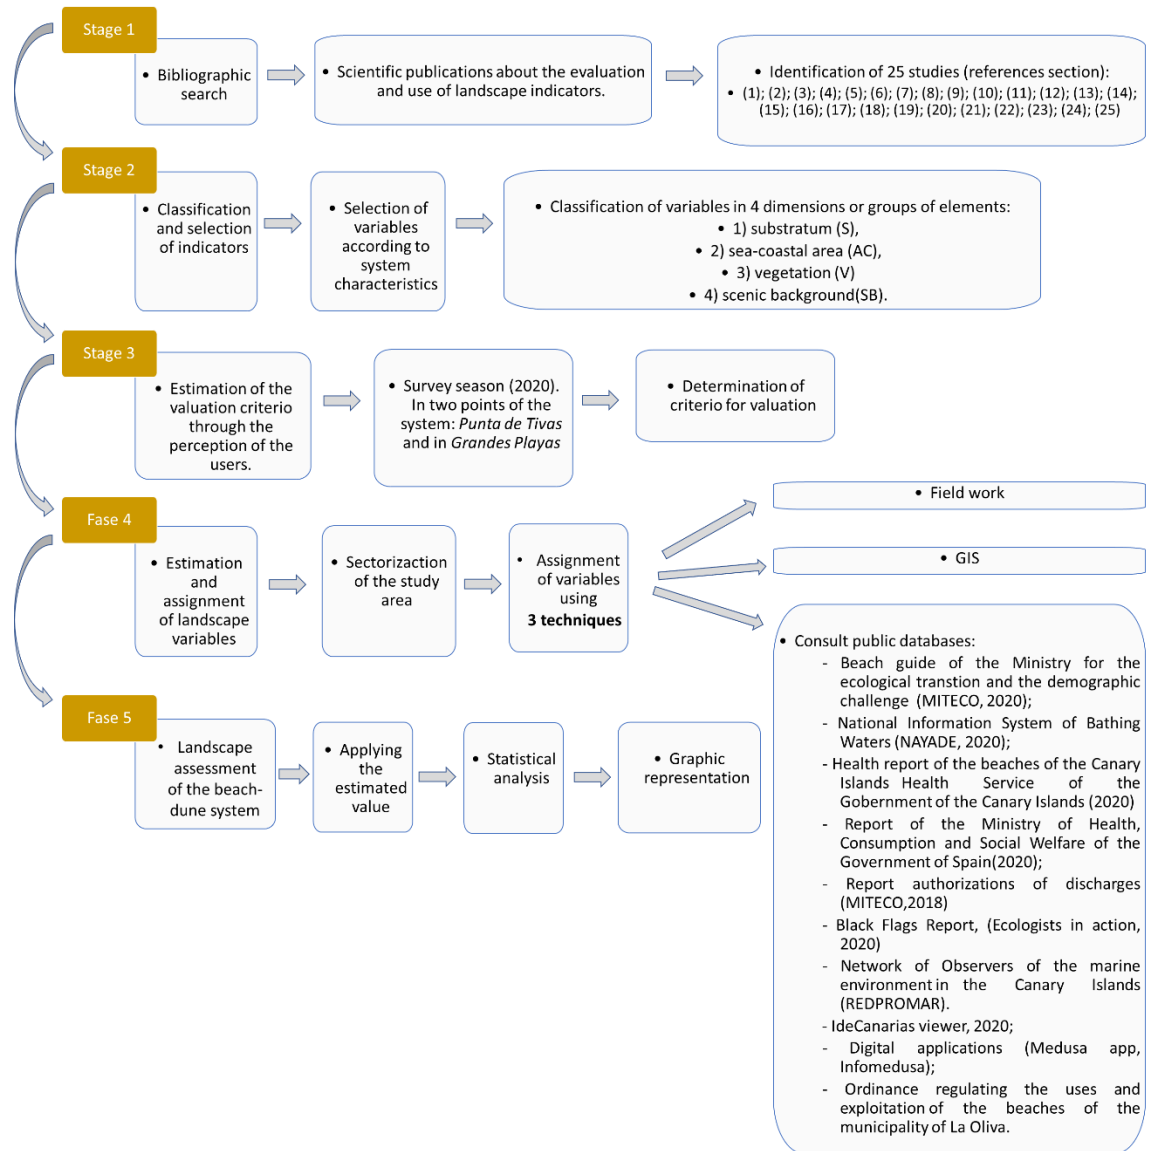 Stage 1
• Bibliographic
search
• Scientific publications about the evaluation
and use of landscape indicators.
• Identification of 25 studies (references section):
• (1); (2); (3); (4); (5); (6); (7); (8); (9); (10); (11); (12); (13); (14);
(15); (16); (17); (18); (19); (20); (21); (22); (23); (24); (25)
Stage 2
• Classification
and selection
of indicators
• Selection of
variables
according to
system
characteristics
• Classification of variables in 4 dimensions or groups of elements:
• 1) substratum (S),
• 2) sea-coastal area (AC),
• 3) vegetation (V)
• 4) scenic background(SB).
Stage 3
• Estimation of the
valuation criterio
through the
perception of the
users.
• Survey season (2020).
In two points of the
system: Punta de Tivas
and in Grandes Playas
• Determination of
criterio for valuation
Fase 4
• Estimation
and
assignment
of landscape
variables
• Sectorizaction
of the study
area
• Assignment
of variables
using
3 techniques
• Field work
• GIS
• Consult public databases:
- Beach guide of the Ministry for the
ecological transtion and the demographic
challenge (MITECO, 2020);
- National Information System of Bathing
Waters (NAYADE, 2020);
- Health report of the beaches of the Canary
Islands Health Service of the
Gobernment of the Canary Islands (2020)
- Report of the Ministry of Health,
Consumption and Social Welfare of the
Government of Spain(2020);
- Report authorizations of discharges
(MITECO,2018)
- Black Flags Report, (Ecologists in action,
2020)
- Network of Observers of the marine
environment in the Canary Islands
(REDPROMAR).
- IdeCanarias viewer, 2020;
- Digital applications (Medusa app,
Infomedusa);
- Ordinance regulating the uses and
exploitation of the beaches of the
municipality of La Oliva.
Fase 5
• Landscape
assessment
of the beach-
dune system
• Applying
the
estimated
value
• Statistical
analysis
• Graphic
representation